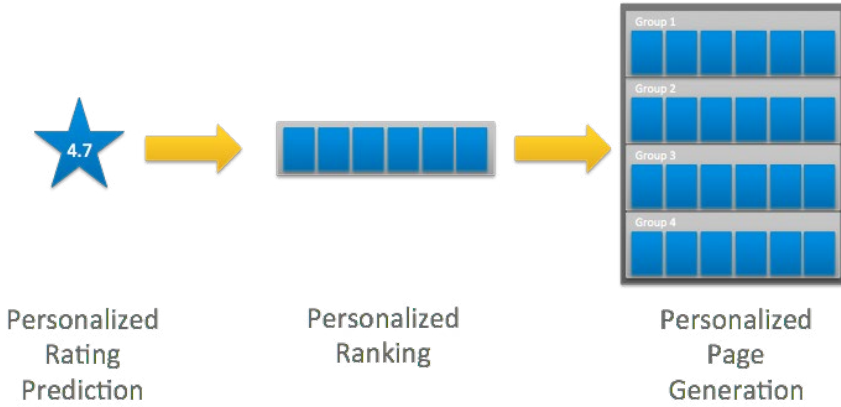 4.7
Group 1
Group 2
Group 3
Group 4
Personalized
Rating
Prediction
Personalized
Ranking
Personalized
Page
Generation